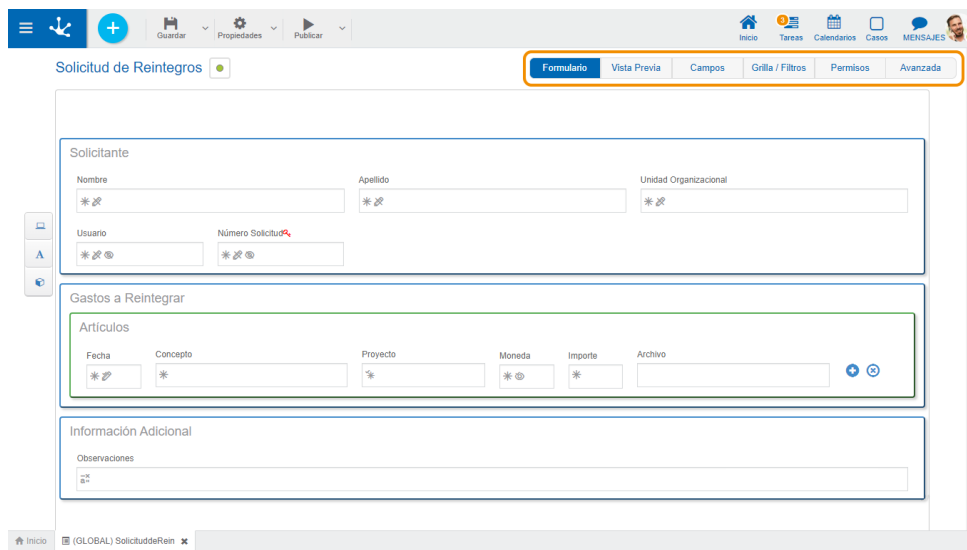 Guardar
Propiedades
Publicar
Inicio
3
Tareas
Calendarios
Casos
MENSAJES
Solicitud de Reintegros
Formulario
Vista Previa
Campos
Grilla / Filtros
Permisos
Avanzada
Solicitante
Nombre
Apellido
Unidad Organizacional
Usuario
Número Solicitud
A
Gastos a Reintegrar
Artículos
Fecha
Concepto
Proyecto
Moneda
Importe
Archivo
Información Adicional
Observaciones
Inicio
(GLOBAL) SolicituddeRein